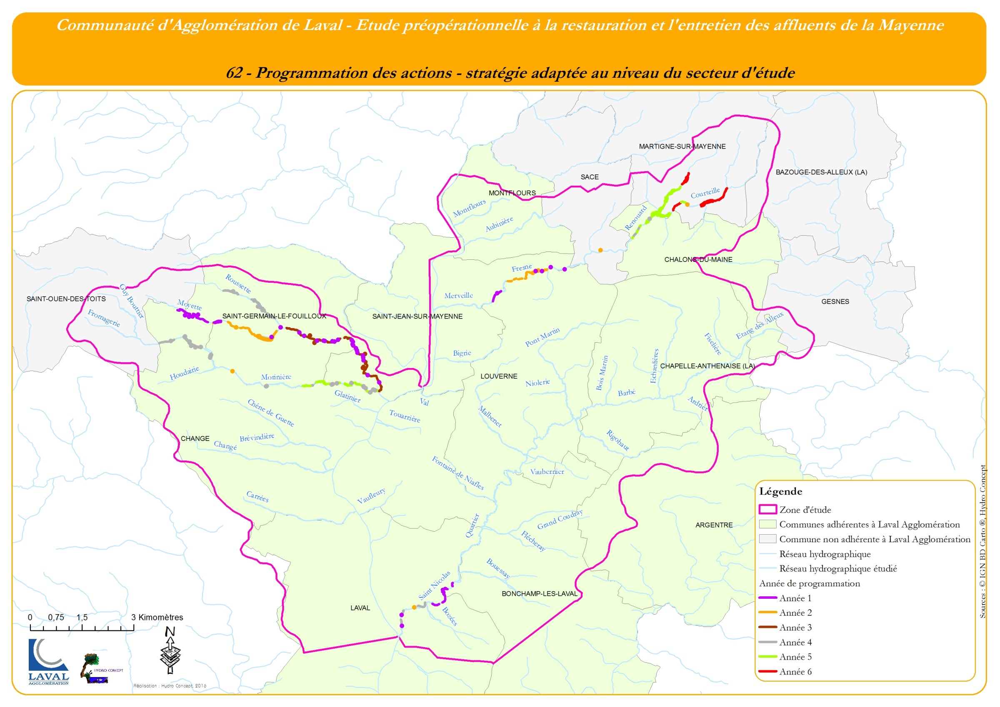 Communauté d'Agglomération de Laval - Etude préopérationnelle à la restauration et l'entretien des affluents de la Mayenne
62 - Programmation des actions - stratégie adaptée au niveau du secteur d'étude
MARTIGNE-SUR-MAYENNE
BAZOUGE-DES-ALLEUX (LA)
SACE
MONTFLOURS
Courteille
Montflours
Renouard
Aubinière
CHALONS-DU-MAINE
Fresne
Roussette
Guy Bouttier
SAINT-OUEN-DES-TOITS
Merveille
GESNES
Moyette
Fromagerie
SAINT-GERMAIN-LE-FOUILLOUX
SAINT-JEAN-SUR-MAYENNE
Etang des Alleux
Pont Martin
Fiselière
Bigrie
Echanlières
CHAPELLE-ANTHENAISE (LA)
Bois Martin
Houdairie
Morinière
LOUVERNE
Niolerie
Barbé
Glatinier
Val
Ardrier
Chêne de Guette
Touarrière
Malbenet
CHANGE
Brévindière
Changé
Rigohaut
Fontaine de Niafles
Vaubernier
Carrées
Vaufleury
Quartier
Grand Coudray
Flécheray
ARGENTRE
Bouessay
Saint Nicolas
BONCHAMP-LES-LAVAL
LAVAL
Bozées
Légende
Zone d'étude
Communes adhérentes à Laval Agglomération
Commune non adhérente à Laval Agglomération
Réseau hydrographique
Réseau hydrographique étudié
Année de programmation
Année 1
Année 2
Année 3
Année 4
Année 5
Année 6
0 0,75 1,5 3 Kimomètres
N
LAVAL
AGGLOMÉRATION
HYDRO CONCEPT
Réalisation : Hydro Concept, 2016
Sources : © IGN BD Carto ®, Hydro Concept